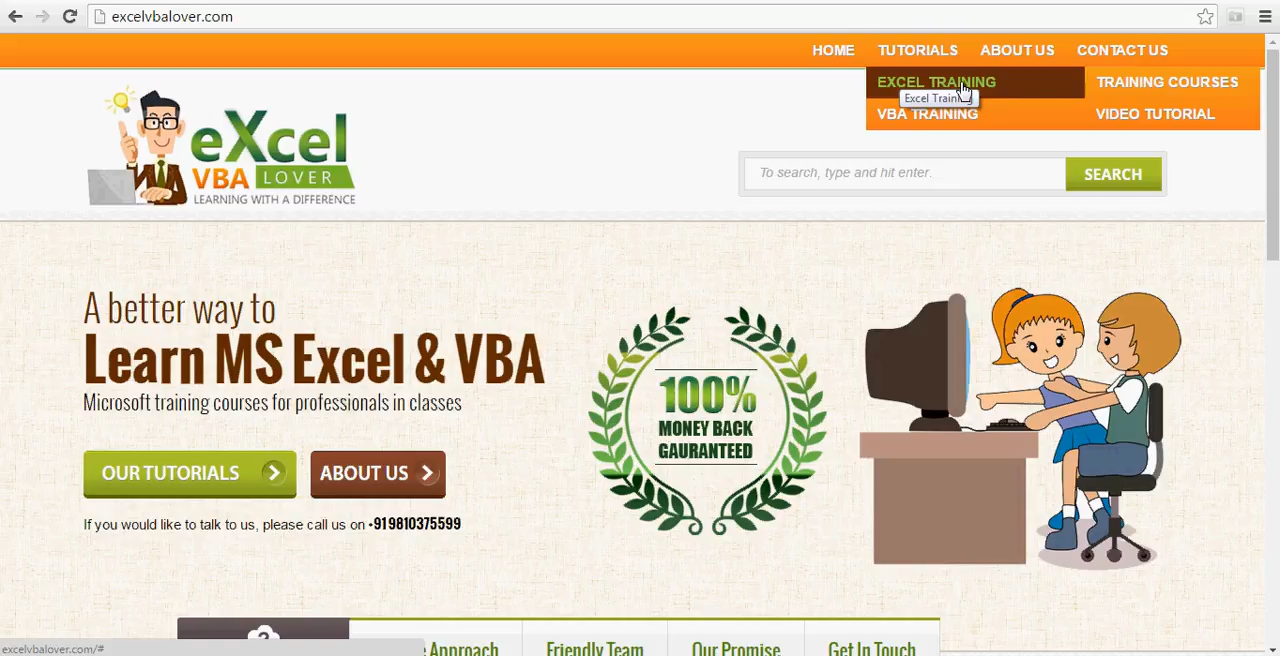 excelvbalover.com
HOME TUTORIALS ABOUT US CONTACT US
EXCEL TRAINING TRAINING COURSES
Excel Training
VBA TRAINING VIDEO TUTORIAL
eXcel
VBA LOVER
LEARNING WITH A DIFFERENCE
To search, type and hit enter.
SEARCH
A better way to
Learn MS Excel & VBA
Microsoft training courses for professionals in classes
100%
MONEY BACK
GAURANTEED
OUR TUTORIALS
ABOUT US
If you would like to talk to us, please call us on +919810375599
Approach Friendly Team Our Promise Get In Touch
excelvbalover.com/#